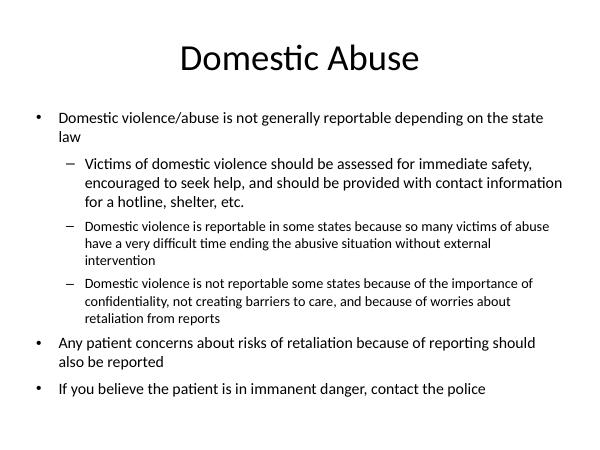 Domestic Abuse
• Domestic violence/abuse is not generally reportable depending on the state
law
– Victims of domestic violence should be assessed for immediate safety,
encouraged to seek help, and should be provided with contact information
for a hotline, shelter, etc.
– Domestic violence is reportable in some states because so many victims of abuse
have a very difficult time ending the abusive situation without external
intervention
– Domestic violence is not reportable some states because of the importance of
confidentiality, not creating barriers to care, and because of worries about
retaliation from reports
• Any patient concerns about risks of retaliation because of reporting should
also be reported
• If you believe the patient is in immanent danger, contact the police